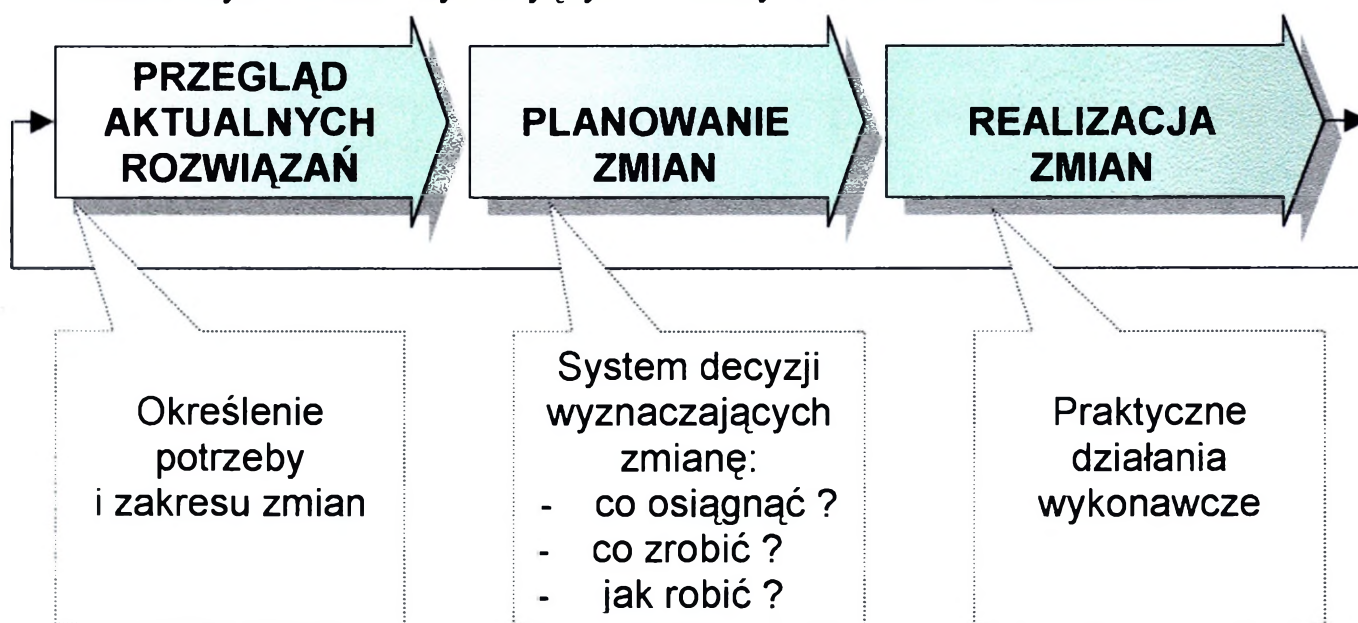 PRZEGLĄD
AKTUALNYCH
ROZWIĄZAŃ
PLANOWANIE
ZMIAN
REALIZACJA
ZMIAN
Określenie
potrzeby
i zakresu zmian
System decyzji
wyznaczających
zmianę:
- co osiągnąć ?
- co zrobić ?
- jak robić ?
Praktyczne
działania
wykonawcze